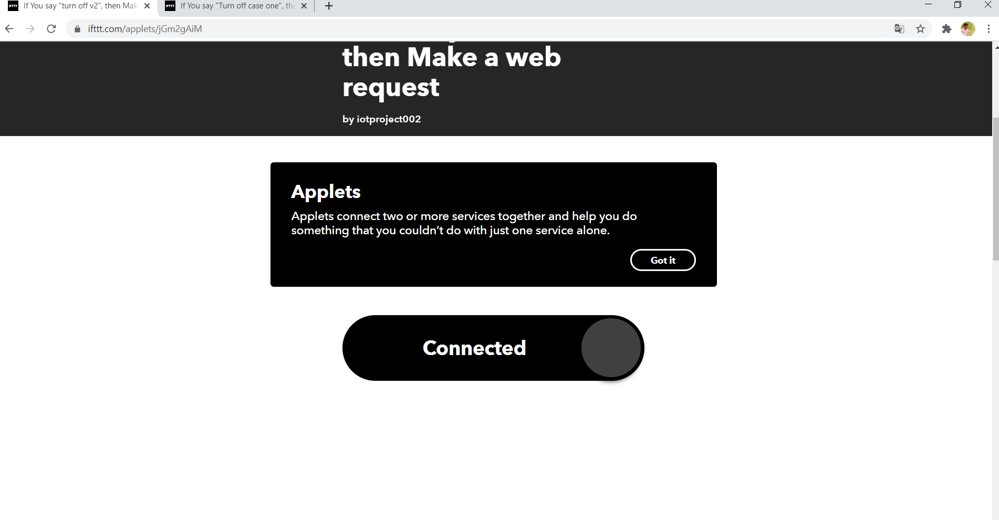 IFTTT If You say "turn off v2", then Mak
IFTTT If You say "Turn off case one", the
ifttt.com/applets/jGm2gAiM
then Make a web
request
by iotproject002
Applets
Applets connect two or more services together and help you do
something that you couldn’t do with just one service alone.
Got it
Connected